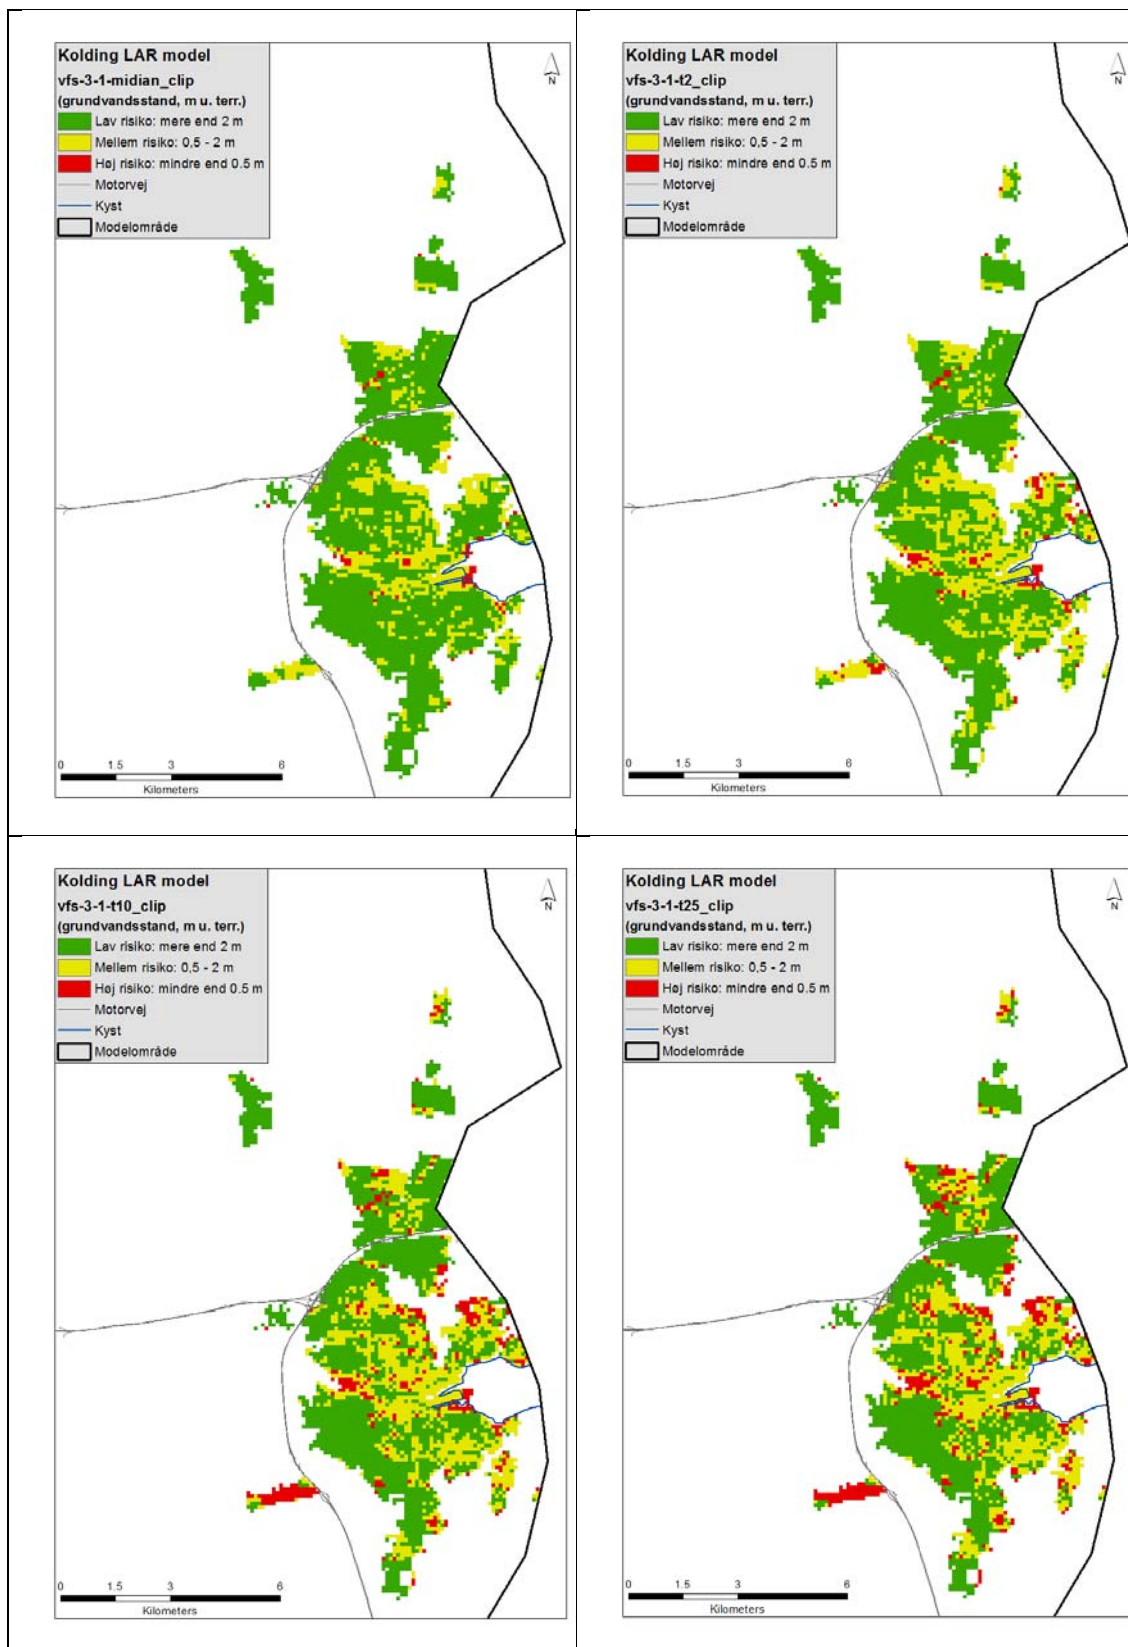 Kolding LAR model
vfs-3-1-midian_clip
(grundvandsstand, m u. terr.)
Lav risiko: mere end 2 m
Mellem risiko: 0,5 - 2 m
Høj risiko: mindre end 0.5 m
Motorvej
Kyst
Modelområde
N
0 1.5 3 6
Kilometers
Kolding LAR model
vfs-3-1-t2_clip
(grundvandsstand, m u. terr.)
Lav risiko: mere end 2 m
Mellem risiko: 0,5 - 2 m
Høj risiko: mindre end 0.5 m
Motorvej
Kyst
Modelområde
N
0 1.5 3 6
Kilometers
Kolding LAR model
vfs-3-1-t10_clip
(grundvandsstand, m u. terr.)
Lav risiko: mere end 2 m
Mellem risiko: 0,5 - 2 m
Høj risiko: mindre end 0.5 m
Motorvej
Kyst
Modelområde
N
0 1.5 3 6
Kilometers
Kolding LAR model
vfs-3-1-t25_clip
(grundvandsstand, m u. terr.)
Lav risiko: mere end 2 m
Mellem risiko: 0,5 - 2 m
Høj risiko: mindre end 0.5 m
Motorvej
Kyst
Modelområde
N
0 1.5 3 6
Kilometers